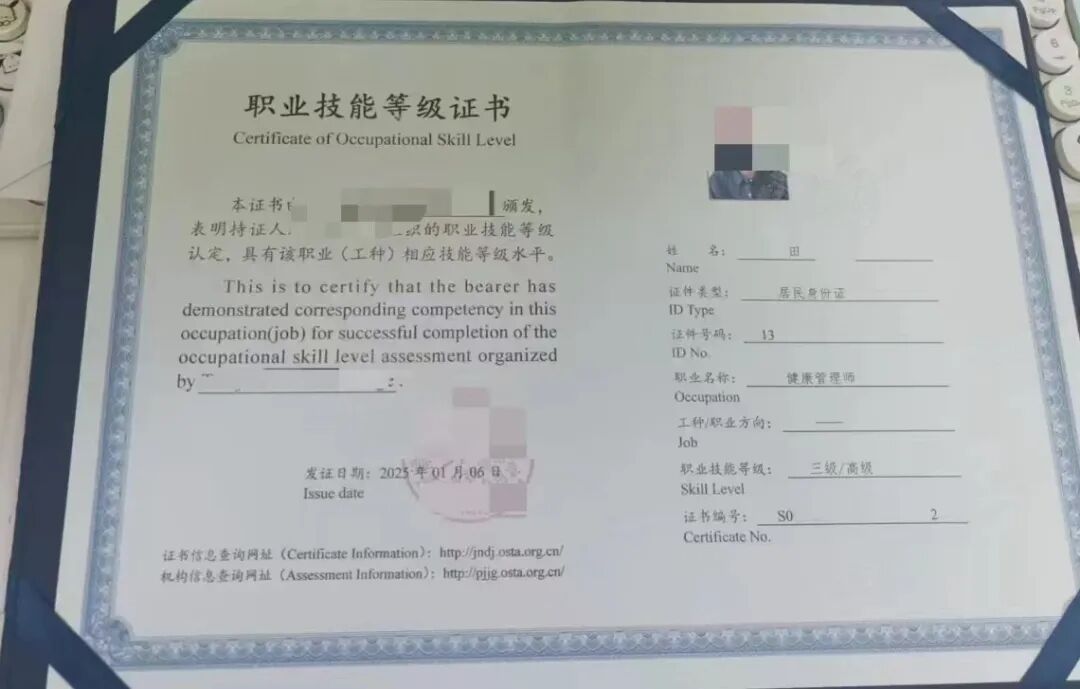 职业技能等级证书
Certificate of Occupational Skill Level
本证书 颁发，
表明持证人 织的职业技能等级
认定，具有该职业（工种）相应技能等级水平。
This is to certify that the bearer has
demonstrated corresponding competency in this
occupation(job) for successful completion of the
occupational skill level assessment organized
by .
发证日期： 2025 年 01 月 06 日
Issue date
证书信息查询网址（Certificate Information）：http://jndj.osta.org.cn/
机构信息查询网址（Assessment Information）：http://pjjg.osta.org.cn/
姓 名： 田
Name
证件类型： 居民身份证
ID Type
证件号码： 13
ID No.
职业名称： 健康管理师
Occupation
工种/职业方向： ——
Job
职业技能等级： 三级/高级
Skill Level
证书编号： S0 2
Certificate No.